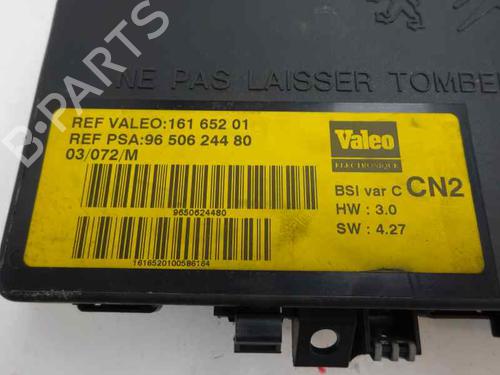 B-PARTS
NE PAS LAISSER TOMBER
REF VALEO:161 652 01
REF PSA:96 506 244 80
03/072/M
9650624480
1616520100586184
Valeo
ELECTRONIQUE
BSI var C CN2
HW : 3.0
SW : 4.27